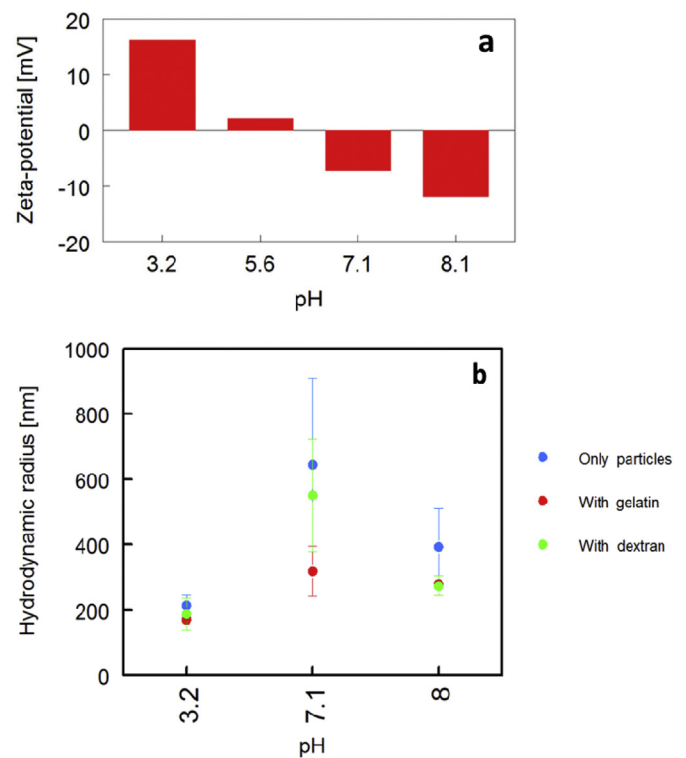 a
Zeta-potential [mV]
20
10
0
-10
-20
3.2 5.6 7.1 8.1
pH
b
Hydrodynamic radius [nm]
1000
800
600
400
200
0
3.2 7.1 8
pH
Only particles
With gelatin
With dextran